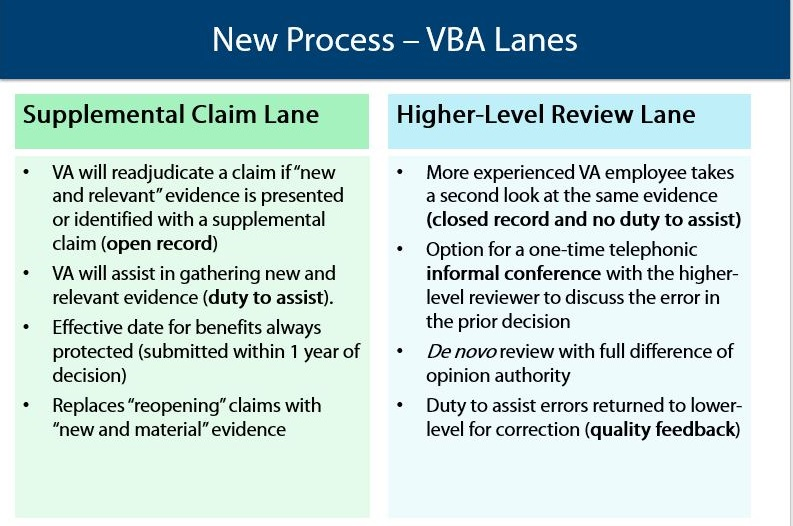 New Process – VBA Lanes
Supplemental Claim Lane
• VA will readjudicate a claim if “new
and relevant” evidence is presented
or identified with a supplemental
claim (open record)
• VA will assist in gathering new and
relevant evidence (duty to assist).
• Effective date for benefits always
protected (submitted within 1 year of
decision)
• Replaces “reopening” claims with
“new and material” evidence
Higher-Level Review Lane
• More experienced VA employee takes
a second look at the same evidence
(closed record and no duty to assist)
• Option for a one-time telephonic
informal conference with the higher-
level reviewer to discuss the error in
the prior decision
• De novo review with full difference of
opinion authority
• Duty to assist errors returned to lower-
level for correction (quality feedback)